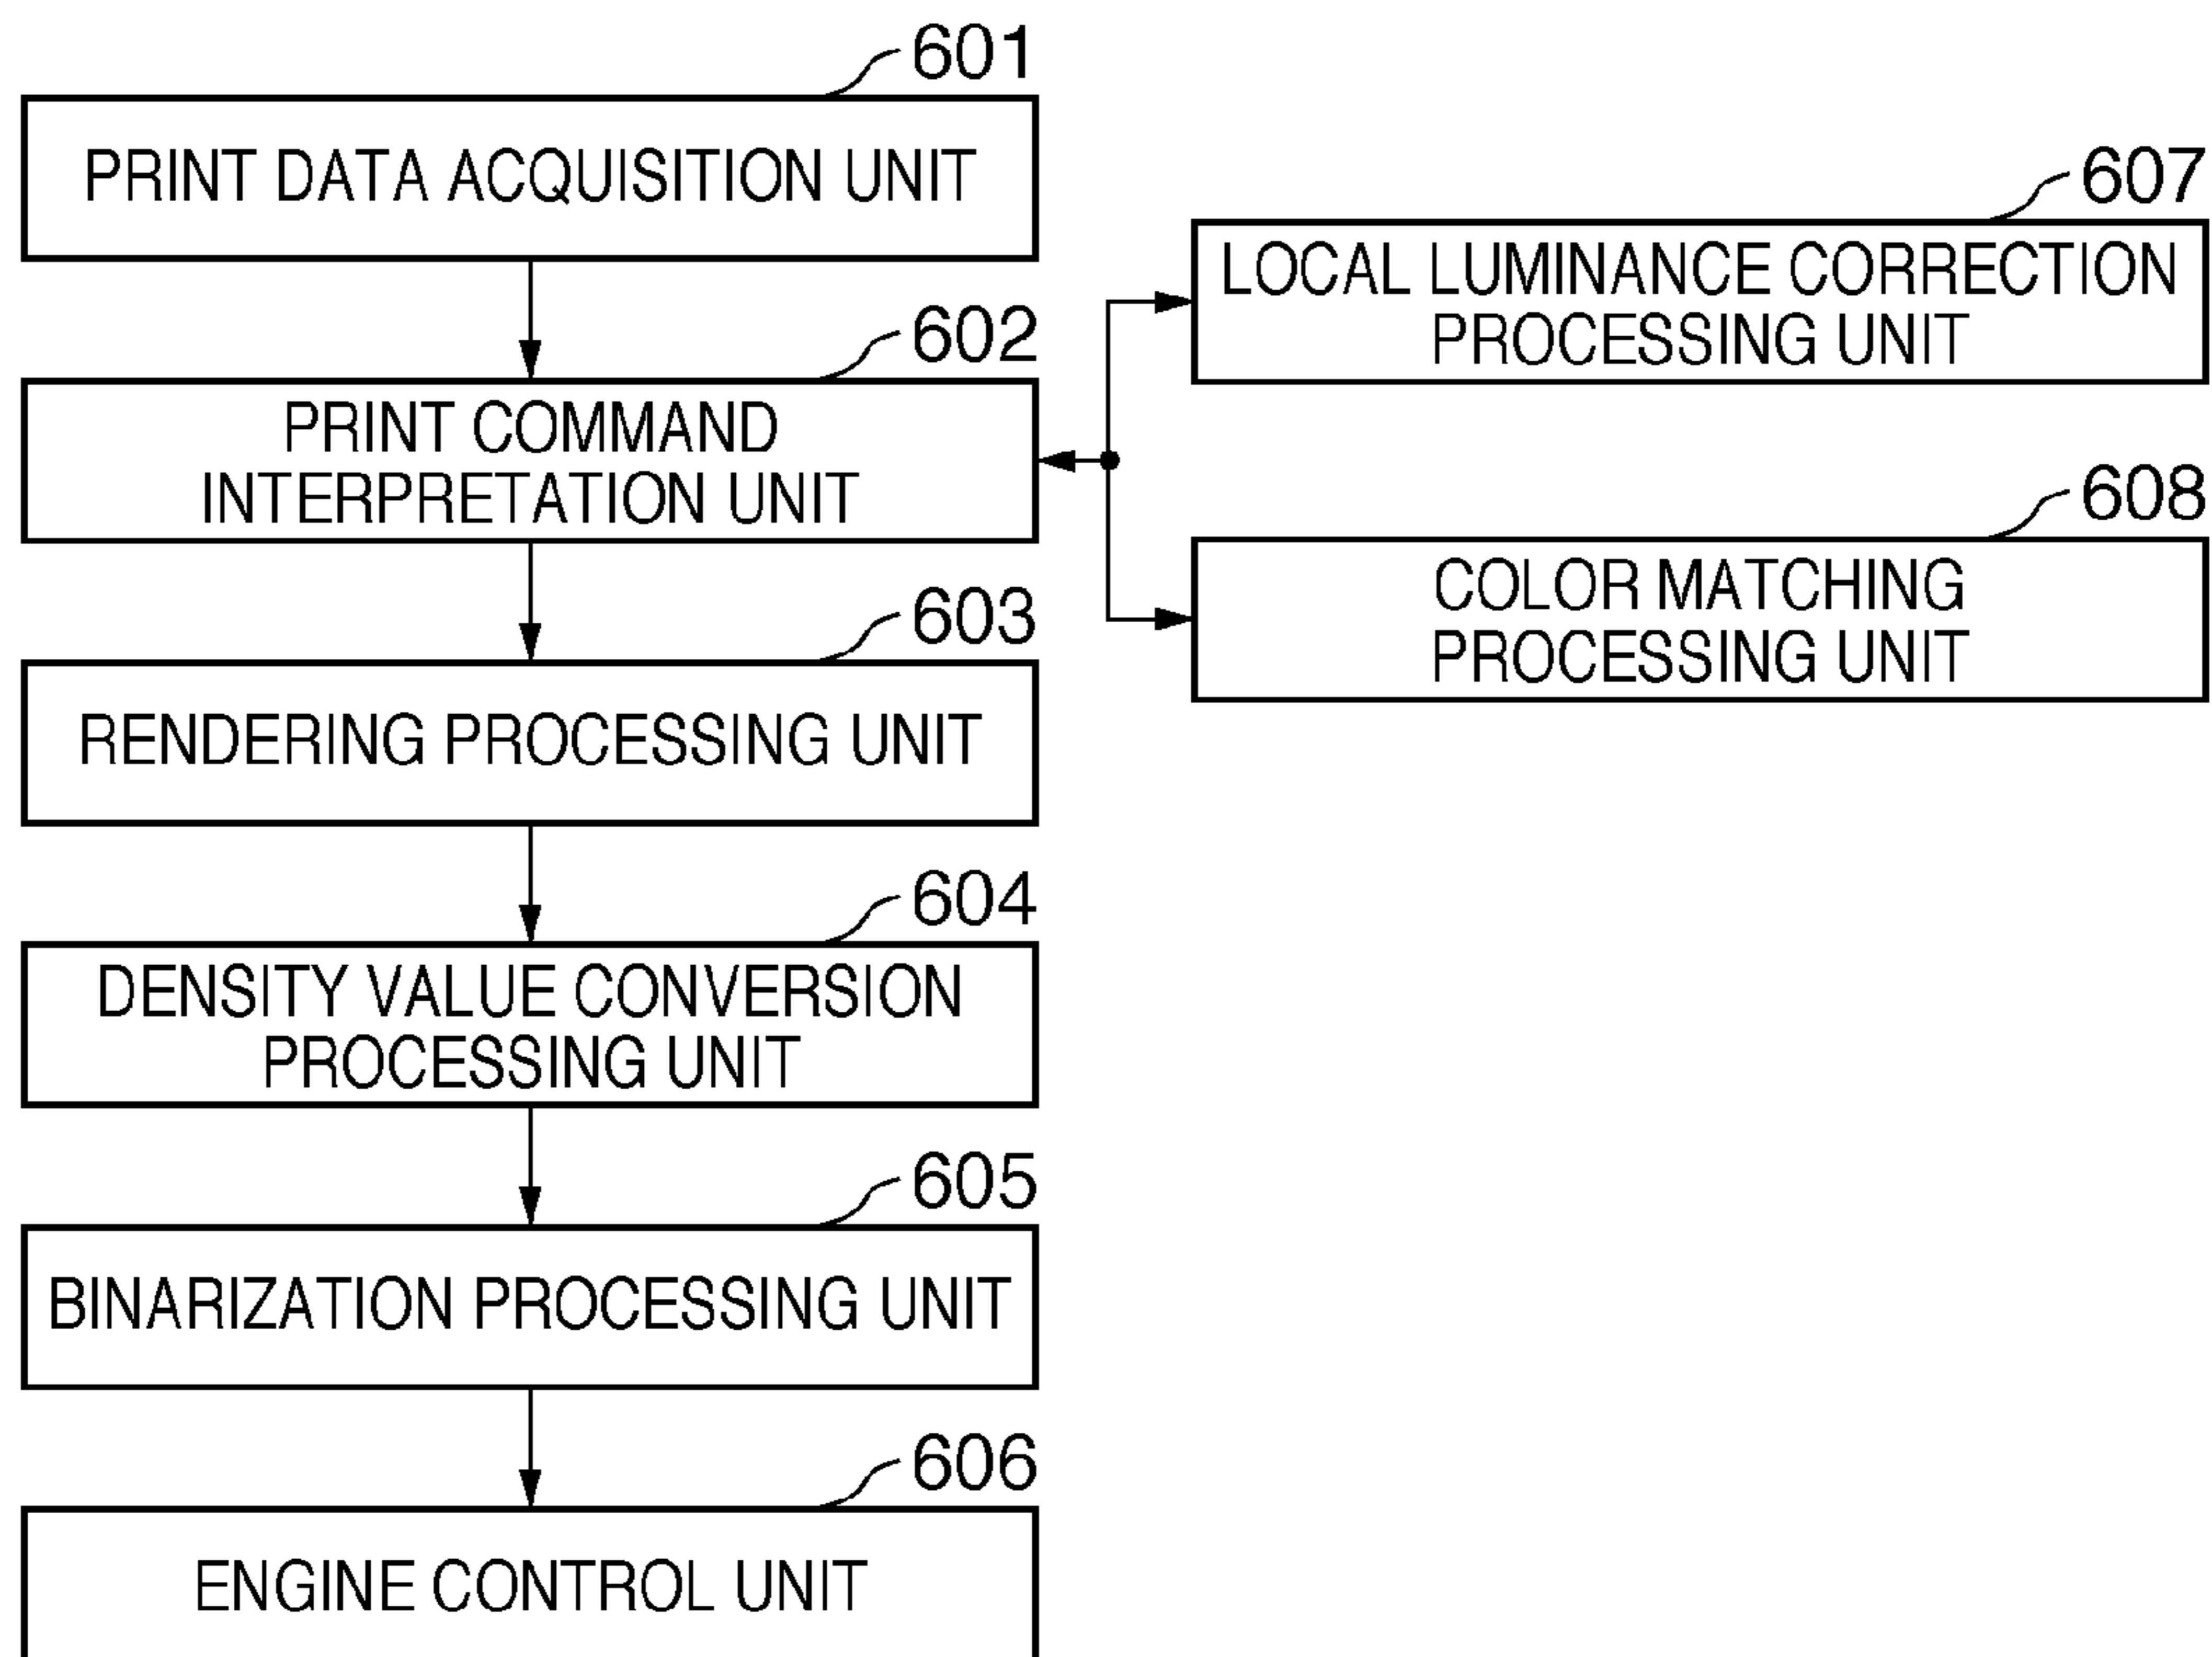 601
PRINT DATA ACQUISITION UNIT
602
PRINT COMMAND
INTERPRETATION UNIT
603
RENDERING PROCESSING UNIT
604
DENSITY VALUE CONVERSION
PROCESSING UNIT
605
BINARIZATION PROCESSING UNIT
606
ENGINE CONTROL UNIT
607
LOCAL LUMINANCE CORRECTION
PROCESSING UNIT
608
COLOR MATCHING
PROCESSING UNIT